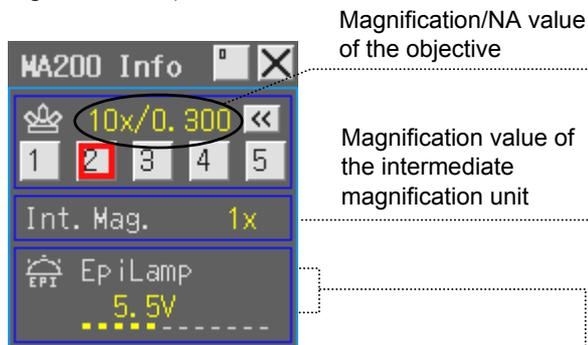 Magnification/NA value
of the objective
MA200 Info
10x/0.300 <<
1 2 3 4 5
Magnification value of
the intermediate
magnification unit
Int. Mag. 1x
EPI EpiLamp
5.5V